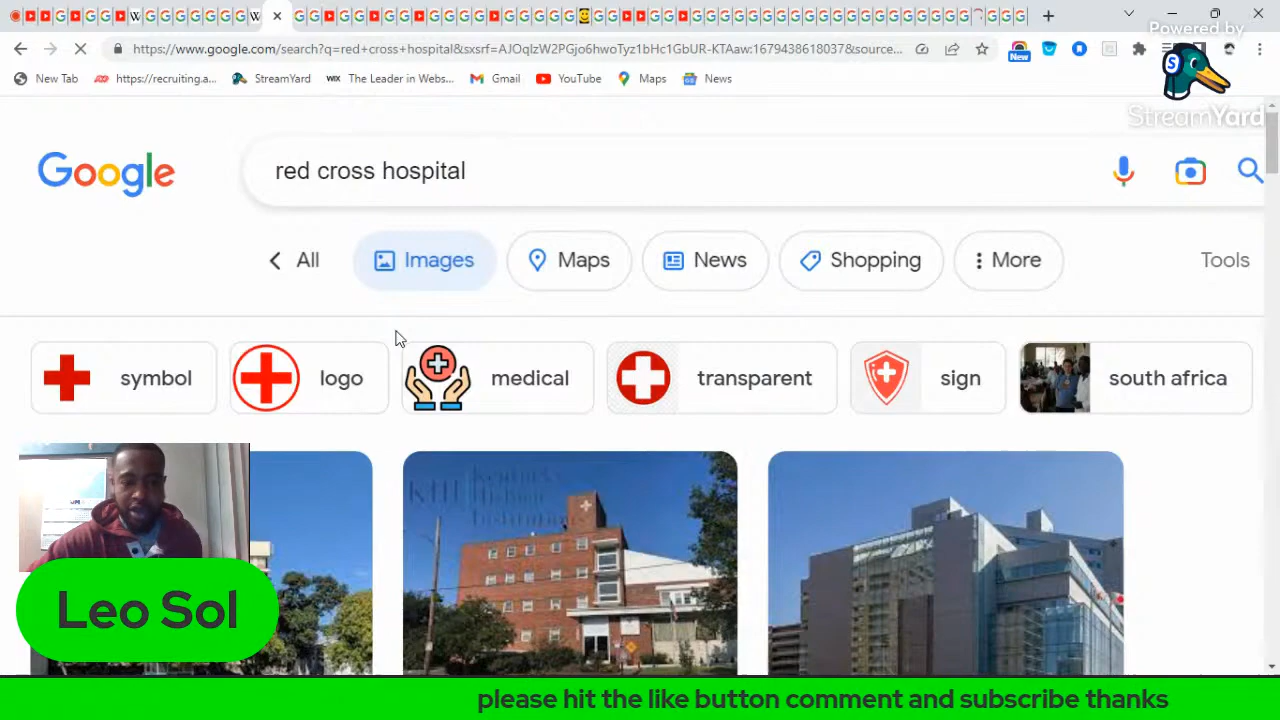 Powered by
StreamYard
https://www.google.com/search?q=red+cross+hospital&sxsrf=AJOqlzW2PGjo6hwoTyz1bHc1GbUR-KTAaw:1679438618037&source...
New
New Tab
https://recruiting.a...
StreamYard
WIX
The Leader in Webs...
Gmail
YouTube
Maps
News
Google
red cross hospital
All
Images
Maps
News
Shopping
More
Tools
symbol
logo
medical
transparent
sign
south africa
Leo Sol
please hit the like button comment and subscribe thanks